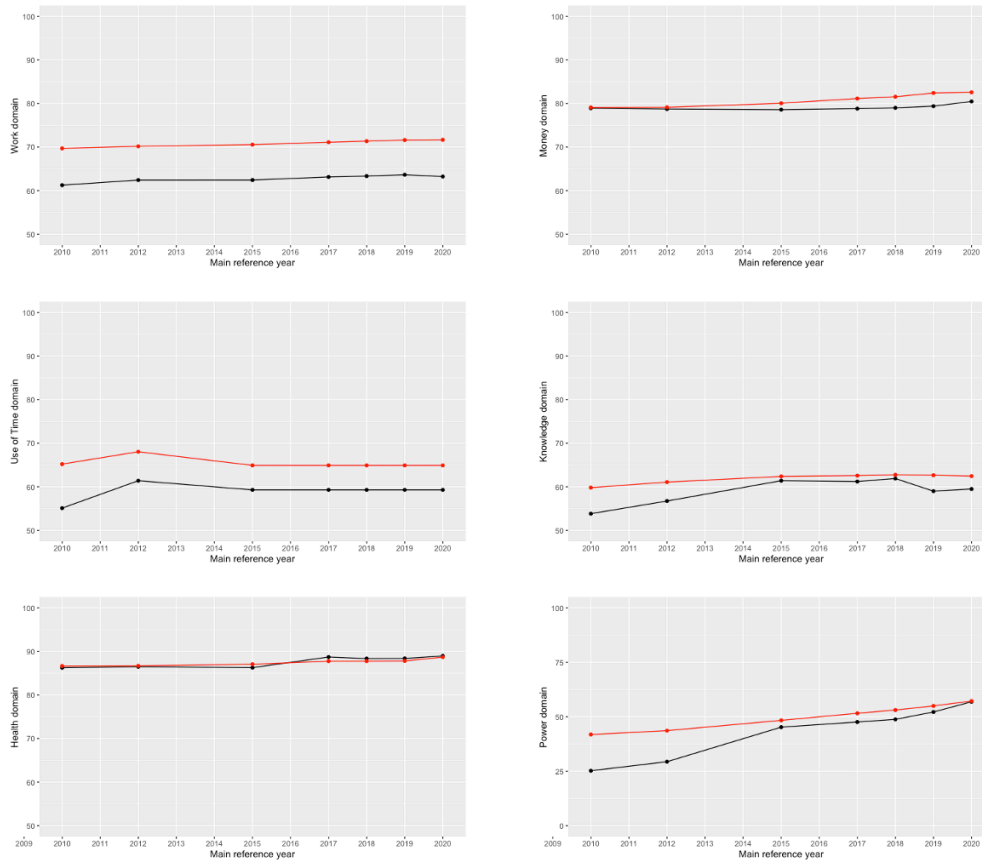 100
90
80
70
60
50
Work domain
2010 2011 2012 2013 2014 2015 2016 2017 2018 2019 2020
Main reference year
100
90
80
70
60
50
Money domain
2010 2011 2012 2013 2014 2015 2016 2017 2018 2019 2020
Main reference year
100
90
80
70
60
50
Use of Time domain
2010 2011 2012 2013 2014 2015 2016 2017 2018 2019 2020
Main reference year
100
90
80
70
60
50
Knowledge domain
2010 2011 2012 2013 2014 2015 2016 2017 2018 2019 2020
Main reference year
100
90
80
70
60
50
Health domain
2009 2010 2011 2012 2013 2014 2015 2016 2017 2018 2019 2020
Main reference year
100
75
50
25
0
Power domain
2009 2010 2011 2012 2013 2014 2015 2016 2017 2018 2019 2020
Main reference year